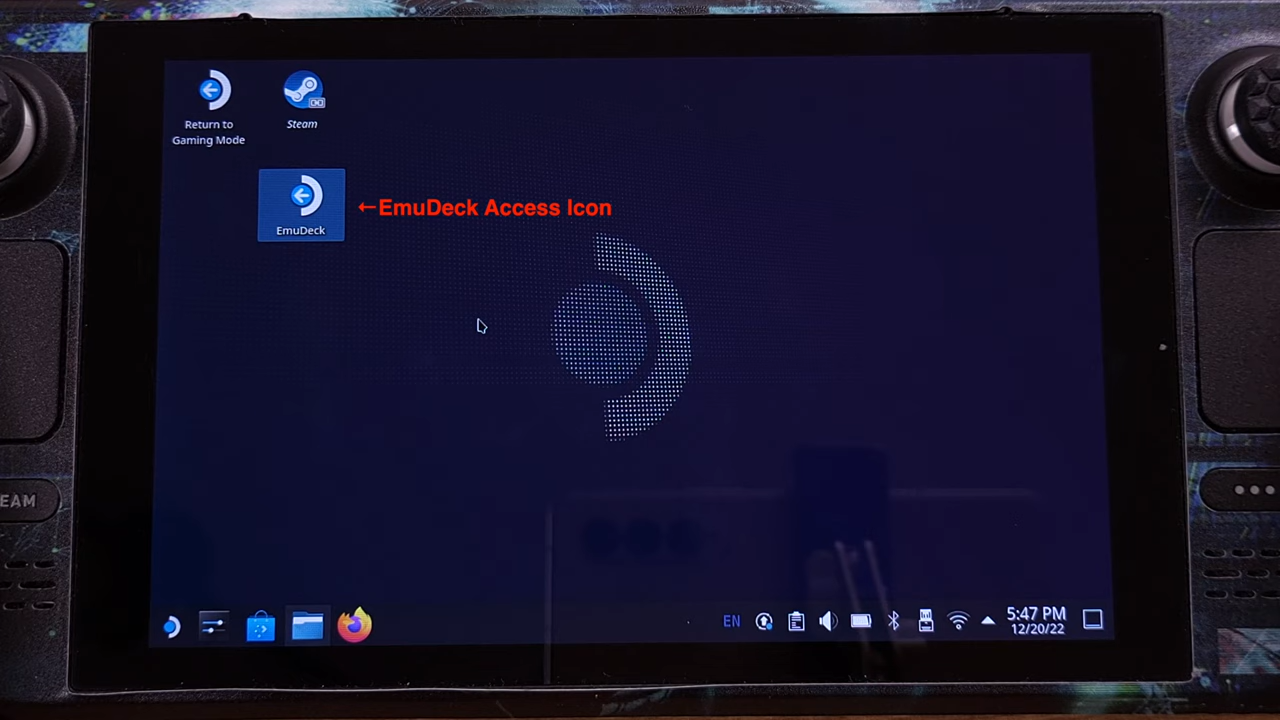 Return to
Gaming Mode
Steam
←EmuDeck Access Icon
EmuDeck
EAM
EN
5:47 PM
12/20/22